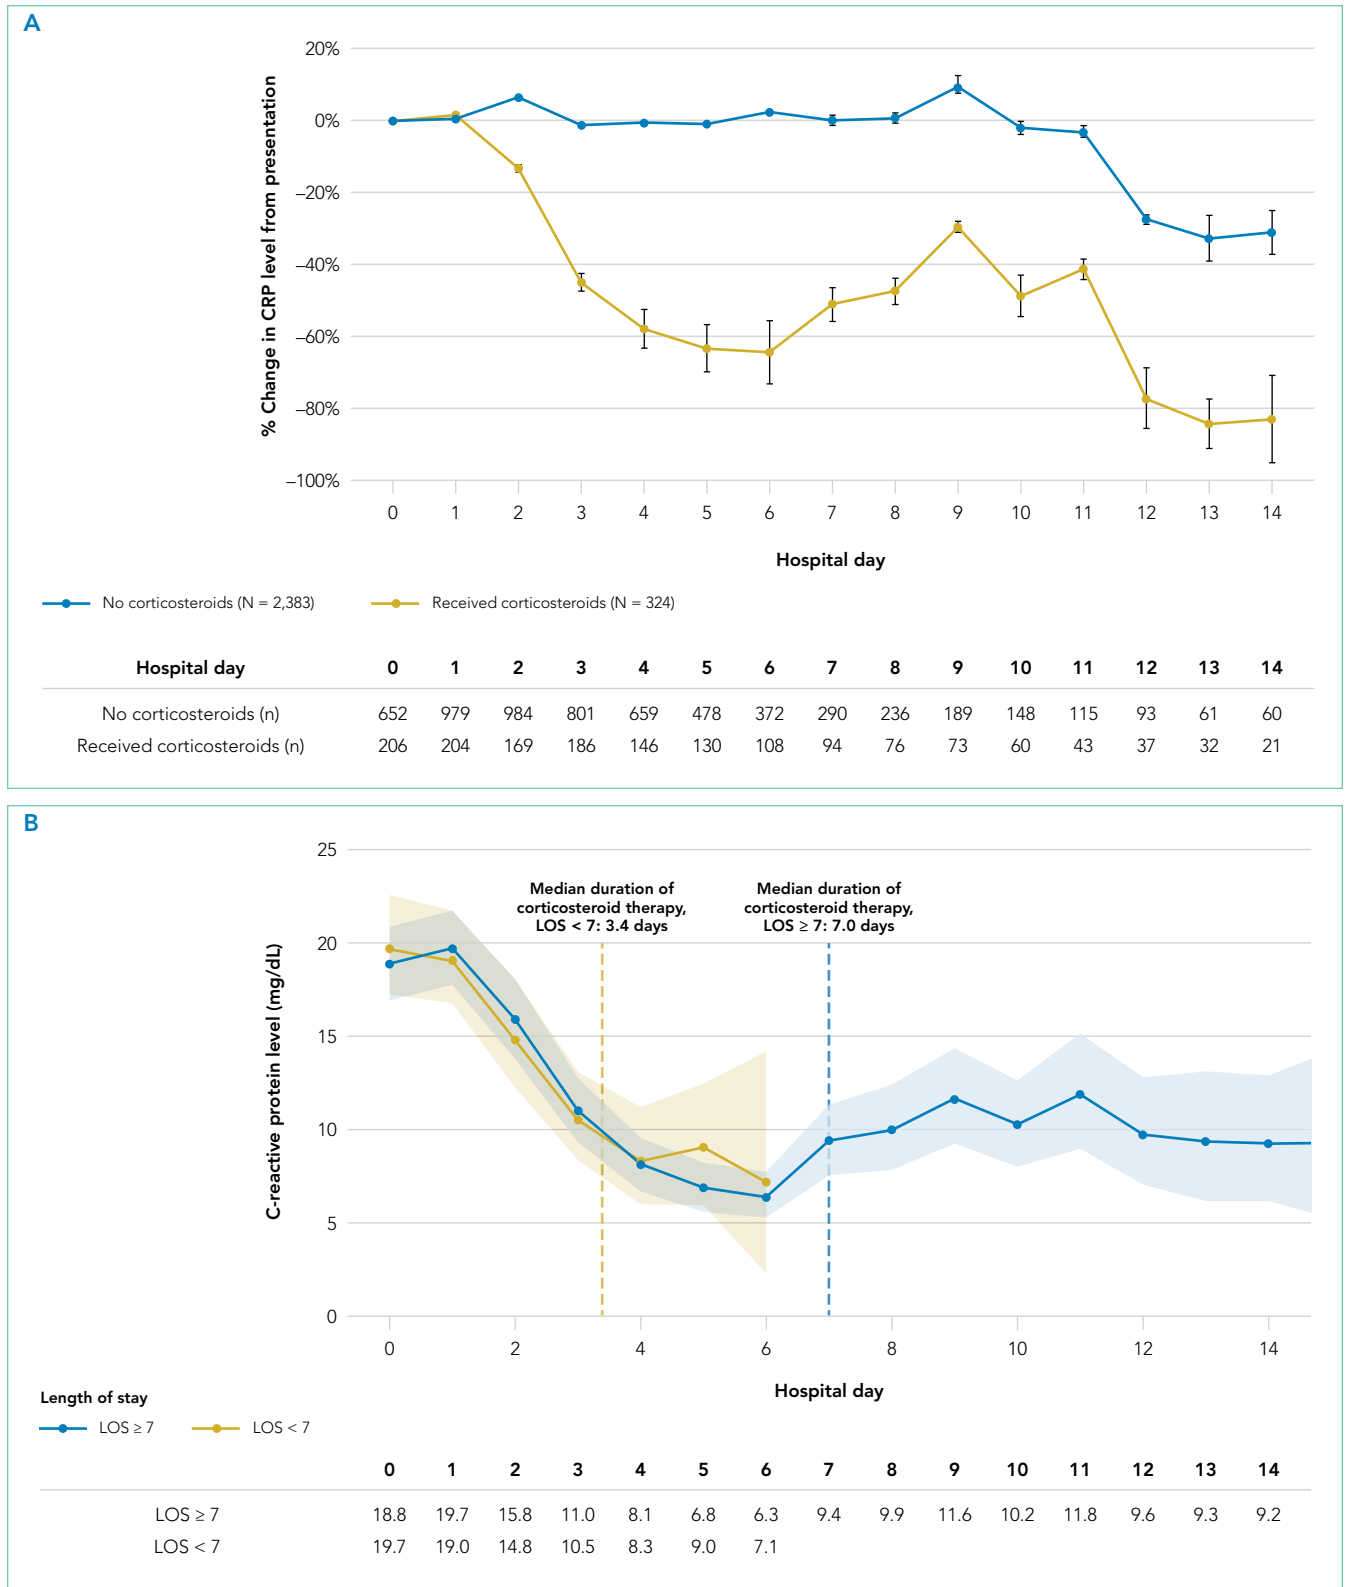 A
20%
0%
–20%
–40%
–60%
–80%
–100%
% Change in CRP level from presentation
0 1 2 3 4 5 6 7 8 9 10 11 12 13 14
Hospital day
No corticosteroids (N = 2,383) Received corticosteroids (N = 324)
Hospital day 0 1 2 3 4 5 6 7 8 9 10 11 12 13 14
No corticosteroids (n) 652 979 984 801 659 478 372 290 236 189 148 115 93 61 60
Received corticosteroids (n) 206 204 169 186 146 130 108 94 76 73 60 43 37 32 21
B
25
20
15
10
5
0
C-reactive protein level (mg/dL)
Median duration of
corticosteroid therapy,
LOS < 7: 3.4 days
Median duration of
corticosteroid therapy,
LOS ≥ 7: 7.0 days
0 2 4 6 8 10 12 14
Hospital day
Length of stay
LOS ≥ 7 LOS < 7
0 1 2 3 4 5 6 7 8 9 10 11 12 13 14
LOS ≥ 7 18.8 19.7 15.8 11.0 8.1 6.8 6.3 9.4 9.9 11.6 10.2 11.8 9.6 9.3 9.2
LOS < 7 19.7 19.0 14.8 10.5 8.3 9.0 7.1